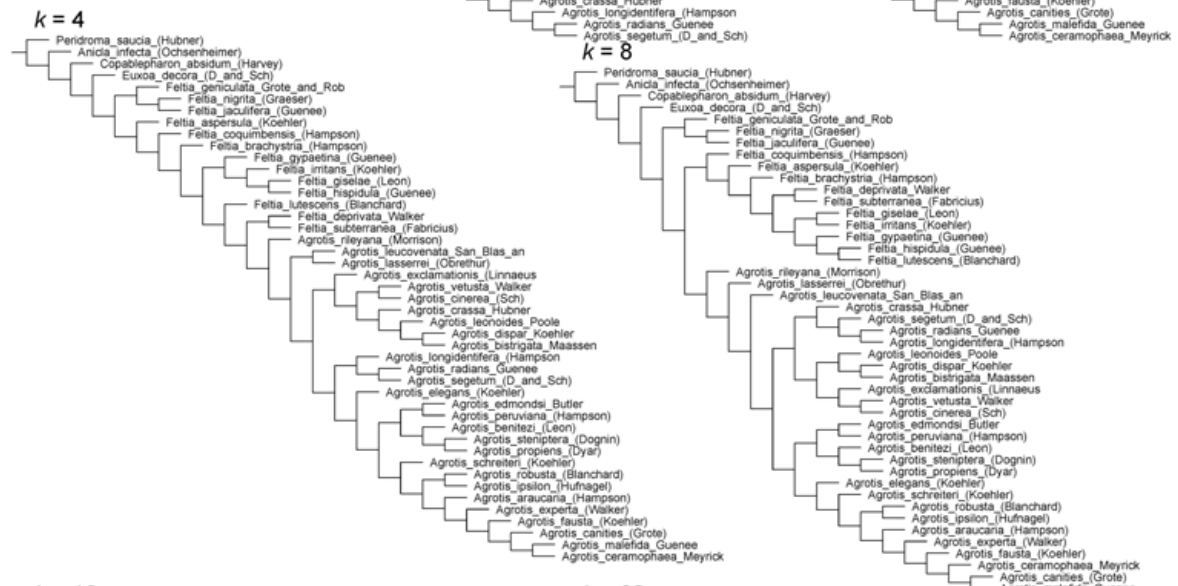 Agrotis_crassa_Hubner
Agrotis_longidentifera_(Hampson
Agrotis_radians_Guenee
Agrotis_segetum_(D_and_Sch)
Agrotis_fausta_(Koehler)
Agrotis_canities_(Grote)
Agrotis_malefida_Guenee
Agrotis_ceramophaea_Meyrick
k = 4
Peridroma_saucia_(Hubner)
Anicla_infecta_(Ochsenheimer)
Copablepharon_absidum_(Harvey)
Euxoa_decora_(D_and_Sch)
Feltia_geniculata_Grote_and_Rob
Feltia_nigrita_(Graeser)
Feltia_jaculifera_(Guenee)
Feltia_aspersula_(Koehler)
Feltia_coquimbensis_(Hampson)
Feltia_brachystria_(Hampson)
Feltia_gypaetina_(Guenee)
Feltia_irritans_(Koehler)
Feltia_giselae_(Leon)
Feltia_hispidula_(Guenee)
Feltia_lutescens_(Blanchard)
Feltia_deprivata_Walker
Feltia_subterranea_(Fabricius)
Agrotis_rileyana_(Morrison)
Agrotis_leucovenata_San_Blas_an
Agrotis_lasserrei_(Obrethur)
Agrotis_exclamationis_(Linnaeus
Agrotis_vetusta_Walker
Agrotis_cinerea_(Sch)
Agrotis_crassa_Hubner
Agrotis_leonoides_Poole
Agrotis_dispar_Koehler
Agrotis_bistrigata_Maassen
Agrotis_longidentifera_(Hampson
Agrotis_radians_Guenee
Agrotis_segetum_(D_and_Sch)
Agrotis_elegans_(Koehler)
Agrotis_edmondsi_Butler
Agrotis_peruviana_(Hampson)
Agrotis_benitezi_(Leon)
Agrotis_steniptera_(Dognin)
Agrotis_propiens_(Dyar)
Agrotis_schreiteri_(Koehler)
Agrotis_robusta_(Blanchard)
Agrotis_ipsilon_(Hufnagel)
Agrotis_araucaria_(Hampson)
Agrotis_experta_(Walker)
Agrotis_fausta_(Koehler)
Agrotis_canities_(Grote)
Agrotis_malefida_Guenee
Agrotis_ceramophaea_Meyrick
k = 8
Peridroma_saucia_(Hubner)
Anicla_infecta_(Ochsenheimer)
Copablepharon_absidum_(Harvey)
Euxoa_decora_(D_and_Sch)
Feltia_geniculata_Grote_and_Rob
Feltia_nigrita_(Graeser)
Feltia_jaculifera_(Guenee)
Feltia_coquimbensis_(Hampson)
Feltia_aspersula_(Koehler)
Feltia_brachystria_(Hampson)
Feltia_deprivata_Walker
Feltia_subterranea_(Fabricius)
Feltia_giselae_(Leon)
Feltia_irritans_(Koehler)
Feltia_gypaetina_(Guenee)
Feltia_hispidula_(Guenee)
Feltia_lutescens_(Blanchard)
Agrotis_rileyana_(Morrison)
Agrotis_lasserrei_(Obrethur)
Agrotis_leucovenata_San_Blas_an
Agrotis_crassa_Hubner
Agrotis_segetum_(D_and_Sch)
Agrotis_radians_Guenee
Agrotis_longidentifera_(Hampson
Agrotis_leonoides_Poole
Agrotis_dispar_Koehler
Agrotis_bistrigata_Maassen
Agrotis_exclamationis_(Linnaeus
Agrotis_vetusta_Walker
Agrotis_cinerea_(Sch)
Agrotis_edmondsi_Butler
Agrotis_peruviana_(Hampson)
Agrotis_benitezi_(Leon)
Agrotis_steniptera_(Dognin)
Agrotis_propiens_(Dyar)
Agrotis_elegans_(Koehler)
Agrotis_schreiteri_(Koehler)
Agrotis_robusta_(Blanchard)
Agrotis_ipsilon_(Hufnagel)
Agrotis_araucaria_(Hampson)
Agrotis_experta_(Walker)
Agrotis_fausta_(Koehler)
Agrotis_ceramophaea_Meyrick
Agrotis_canities_(Grote)